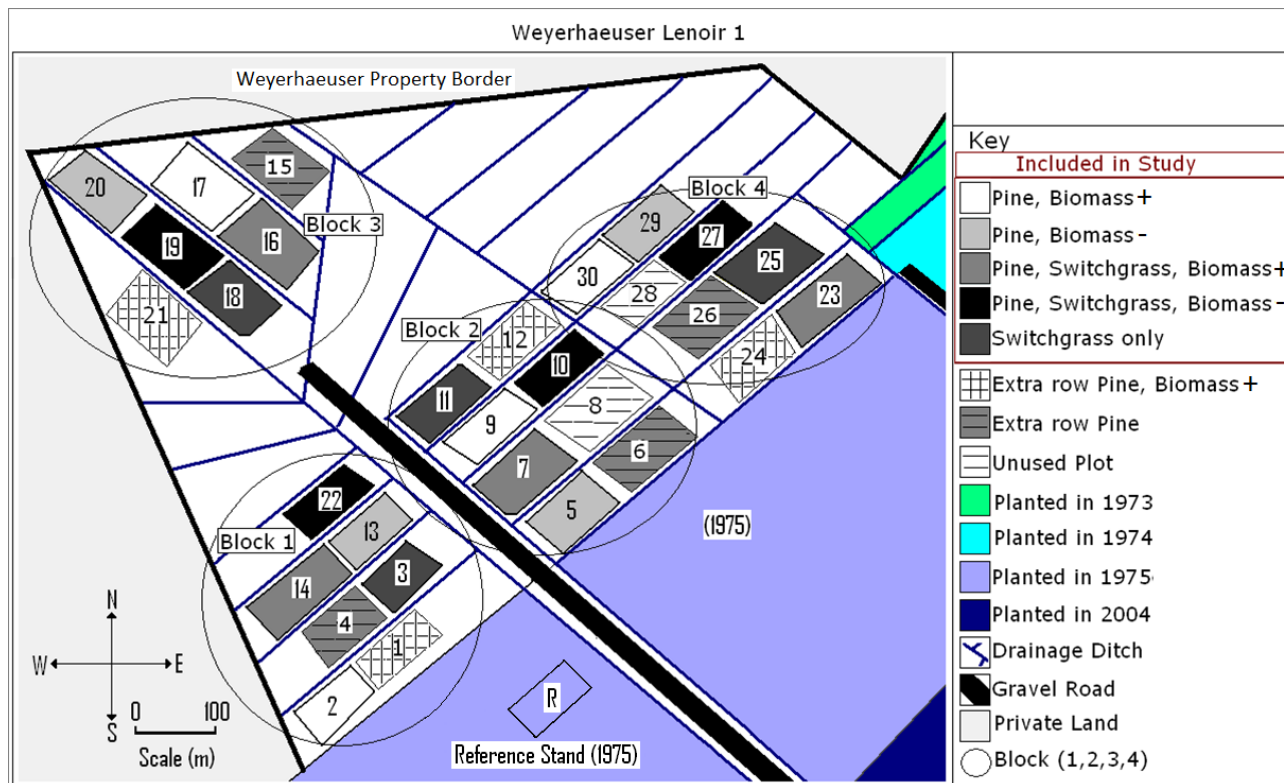 Weyerhaeuser Lenoir 1
Weyerhaeuser Property Border
20
17
15
19
16
Block 3
18
21
Block 4
29
27
30
28
25
26
23
24
Block 2
12
11
10
9
8
7
6
5
(1975)
22
Block 1
13
14
3
4
1
2
N
W
E
S
0 100
Scale (m)
R
Reference Stand (1975)
Key
Included in Study
Pine, Biomass+
Pine, Biomass-
Pine, Switchgrass, Biomass+
Pine, Switchgrass, Biomass-
Switchgrass only
Extra row Pine, Biomass+
Extra row Pine
Unused Plot
Planted in 1973
Planted in 1974
Planted in 1975
Planted in 2004
Drainage Ditch
Gravel Road
Private Land
Block (1,2,3,4)